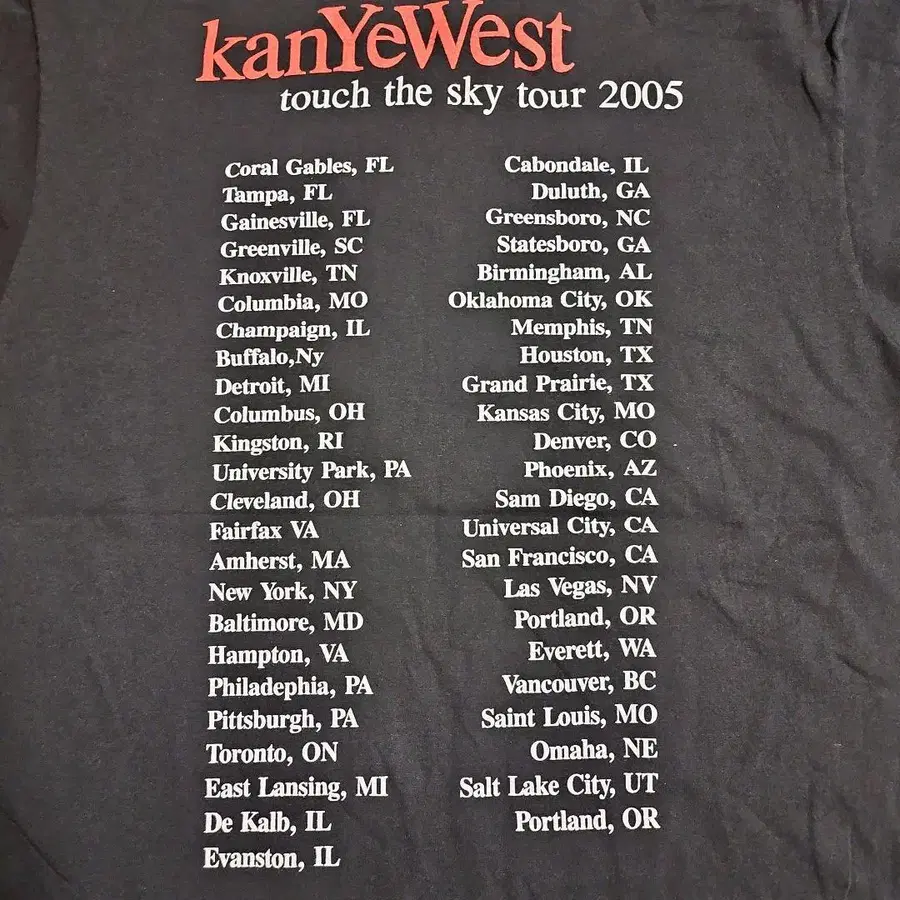 kanYeWest
touch the sky tour 2005
Coral Gables, FL
Tampa, FL
Gainesville, FL
Greenville, SC
Knoxville, TN
Columbia, MO
Champaign, IL
Buffalo,Ny
Detroit, MI
Columbus, OH
Kingston, RI
University Park, PA
Cleveland, OH
Fairfax VA
Amherst, MA
New York, NY
Baltimore, MD
Hampton, VA
Philadephia, PA
Pittsburgh, PA
Toronto, ON
East Lansing, MI
De Kalb, IL
Evanston, IL
Cabondale, IL
Duluth, GA
Greensboro, NC
Statesboro, GA
Birmingham, AL
Oklahoma City, OK
Memphis, TN
Houston, TX
Grand Prairie, TX
Kansas City, MO
Denver, CO
Phoenix, AZ
Sam Diego, CA
Universal City, CA
San Francisco, CA
Las Vegas, NV
Portland, OR
Everett, WA
Vancouver, BC
Saint Louis, MO
Omaha, NE
Salt Lake City, UT
Portland, OR